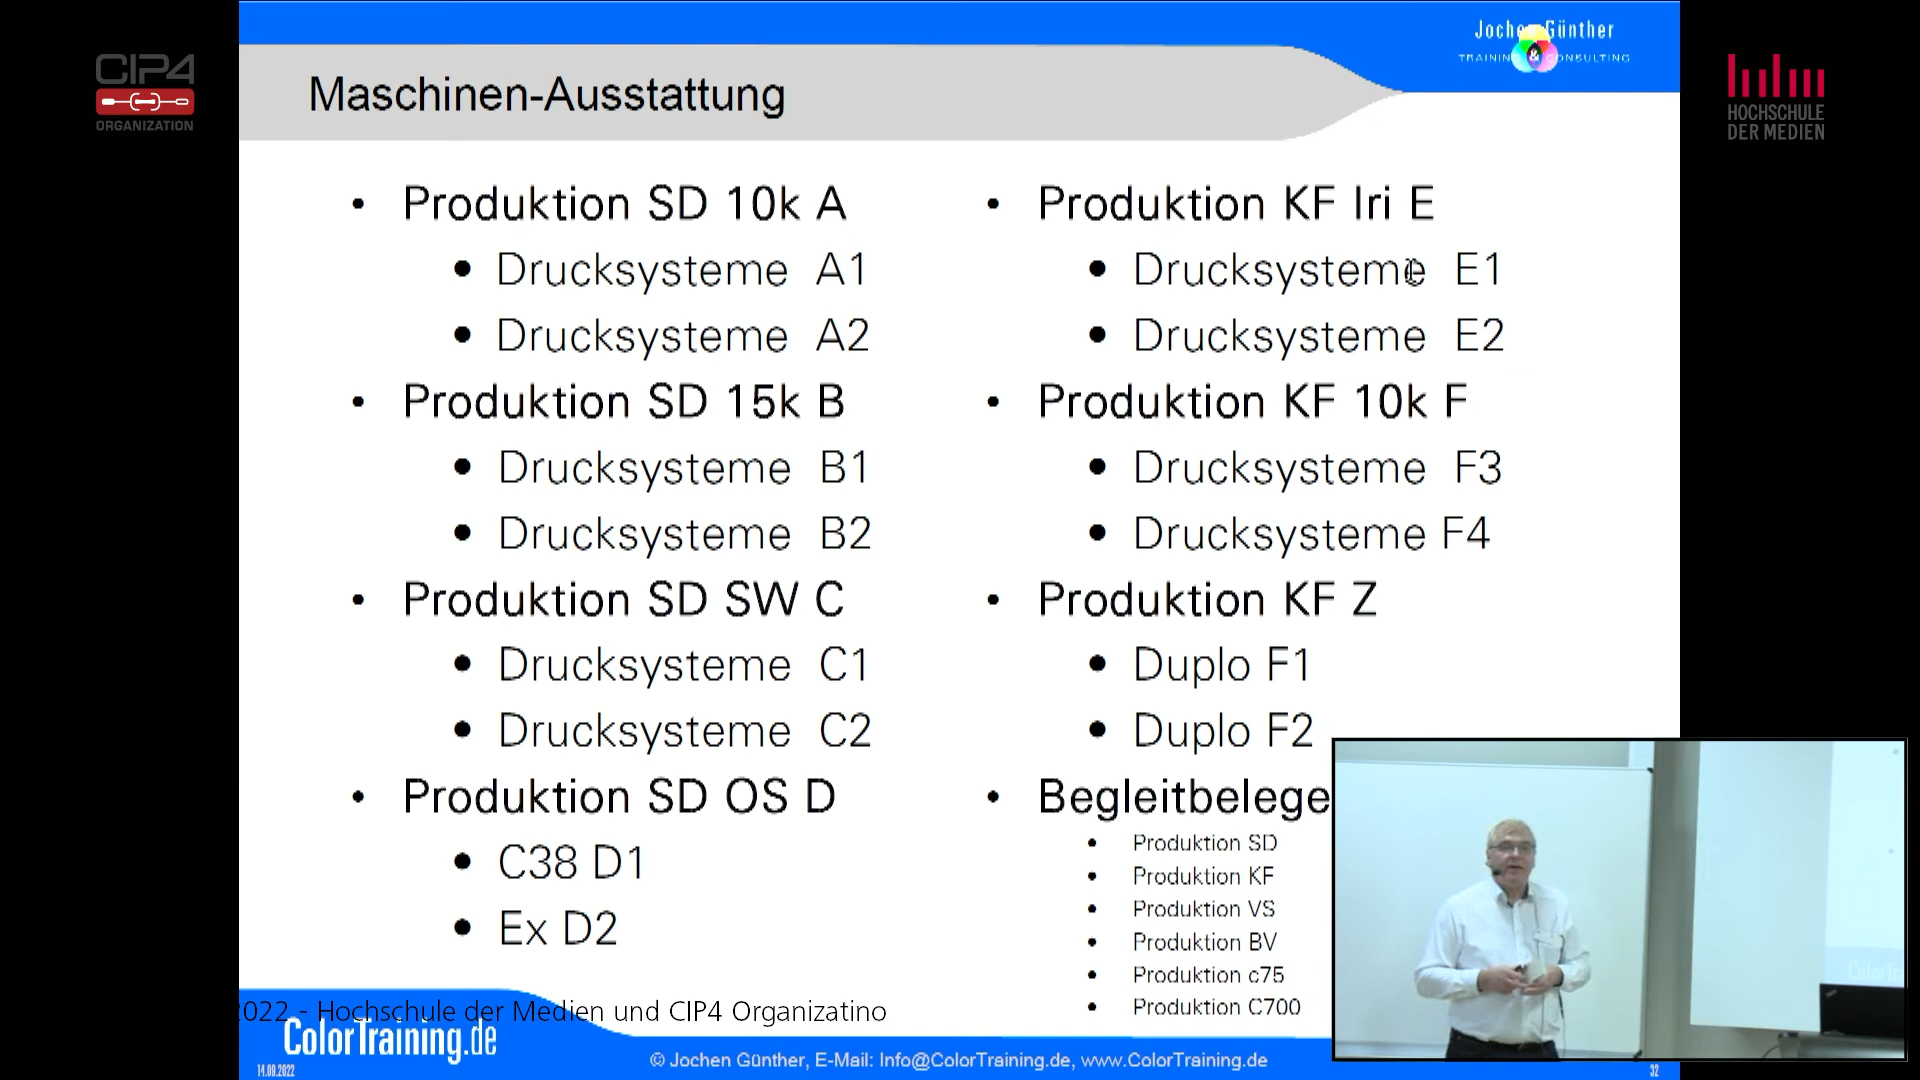 CIP4
ORGANIZATION
Jochen Günther
TRAINING & CONSULTING
HOCHSCHULE
DER MEDIEN
Maschinen-Ausstattung
• Produktion SD 10k A
• Drucksysteme A1
• Drucksysteme A2
• Produktion SD 15k B
• Drucksysteme B1
• Drucksysteme B2
• Produktion SD SW C
• Drucksysteme C1
• Drucksysteme C2
• Produktion SD OS D
• C38 D1
• Ex D2
• Produktion KF Iri E
• Drucksysteme E1
• Drucksysteme E2
• Produktion KF 10k F
• Drucksysteme F3
• Drucksysteme F4
• Produktion KF Z
• Duplo F1
• Duplo F2
• Begleitbelege
• Produktion SD
• Produktion KF
• Produktion VS
• Produktion BV
• Produktion c75
• Produktion C700
2022 - Hochschule der Medien und CIP4 Organizatino
ColorTraining.de
14.09.2022
© Jochen Günther, E-Mail: Info@ColorTraining.de, www.ColorTraining.de
32